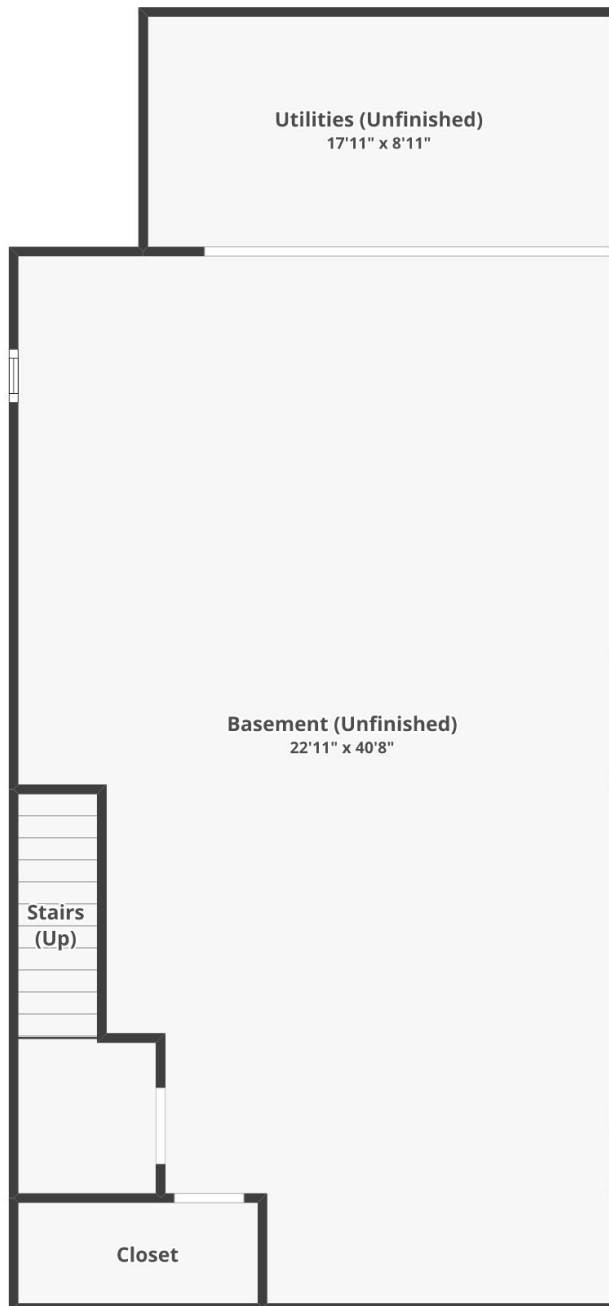 Utilities (Unfinished)
17'11" x 8'11"
Basement (Unfinished)
22'11" x 40'8"
Stairs
(Up)
Closet